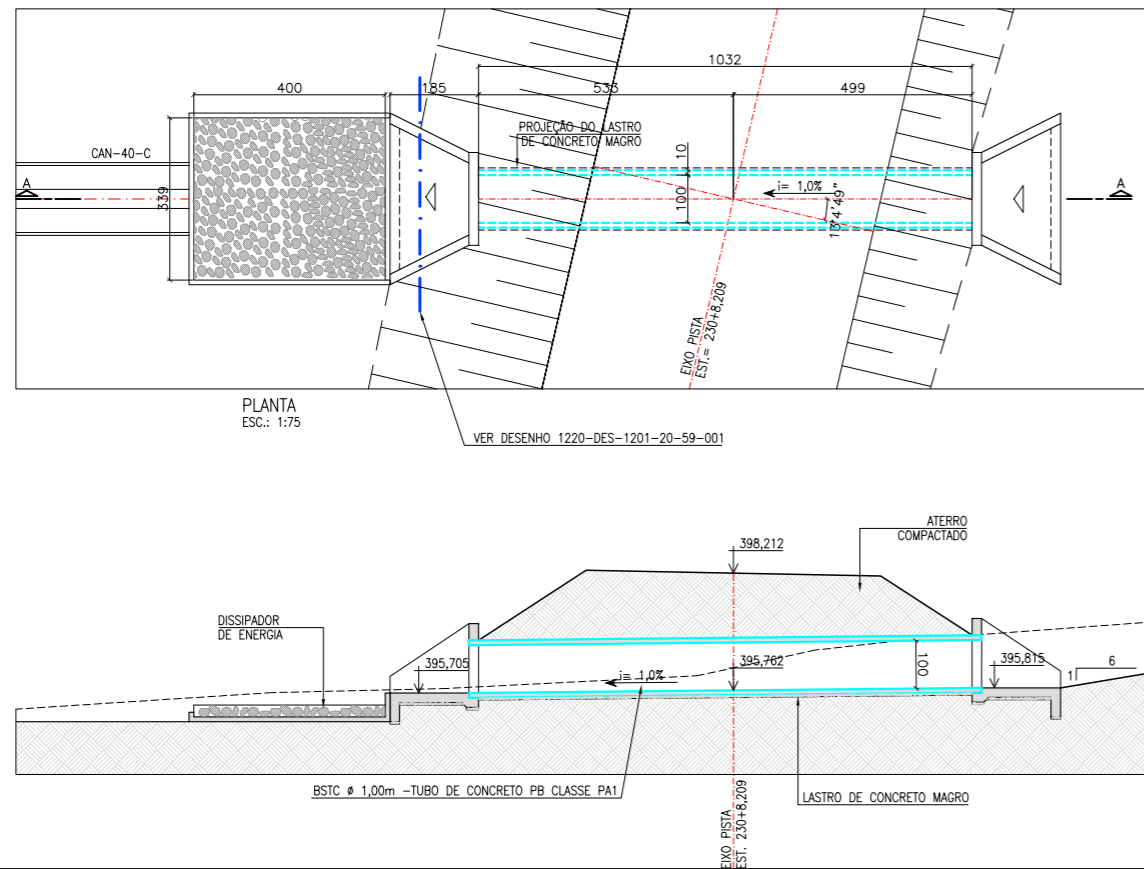 1032
400
185
533
499
PROJEÇÃO DO LASTRO
DE CONCRETO MAGRO
CAN-40-C
10
A
A
339
100
i= 1,0%
13°4'49"
EIXO PISTA
EST.= 230+8,209
PLANTA
ESC.: 1:75
VER DESENHO 1220-DES-1201-20-59-001
ATERRO
COMPACTADO
398,212
DISSIPADOR
DE ENERGIA
395,705
395,762
100
395,815
6
1
i= 1,0%
BSTC ø 1,00m -TUBO DE CONCRETO PB CLASSE PA1
LASTRO DE CONCRETO MAGRO
EIXO PISTA
EST. 230+8,209